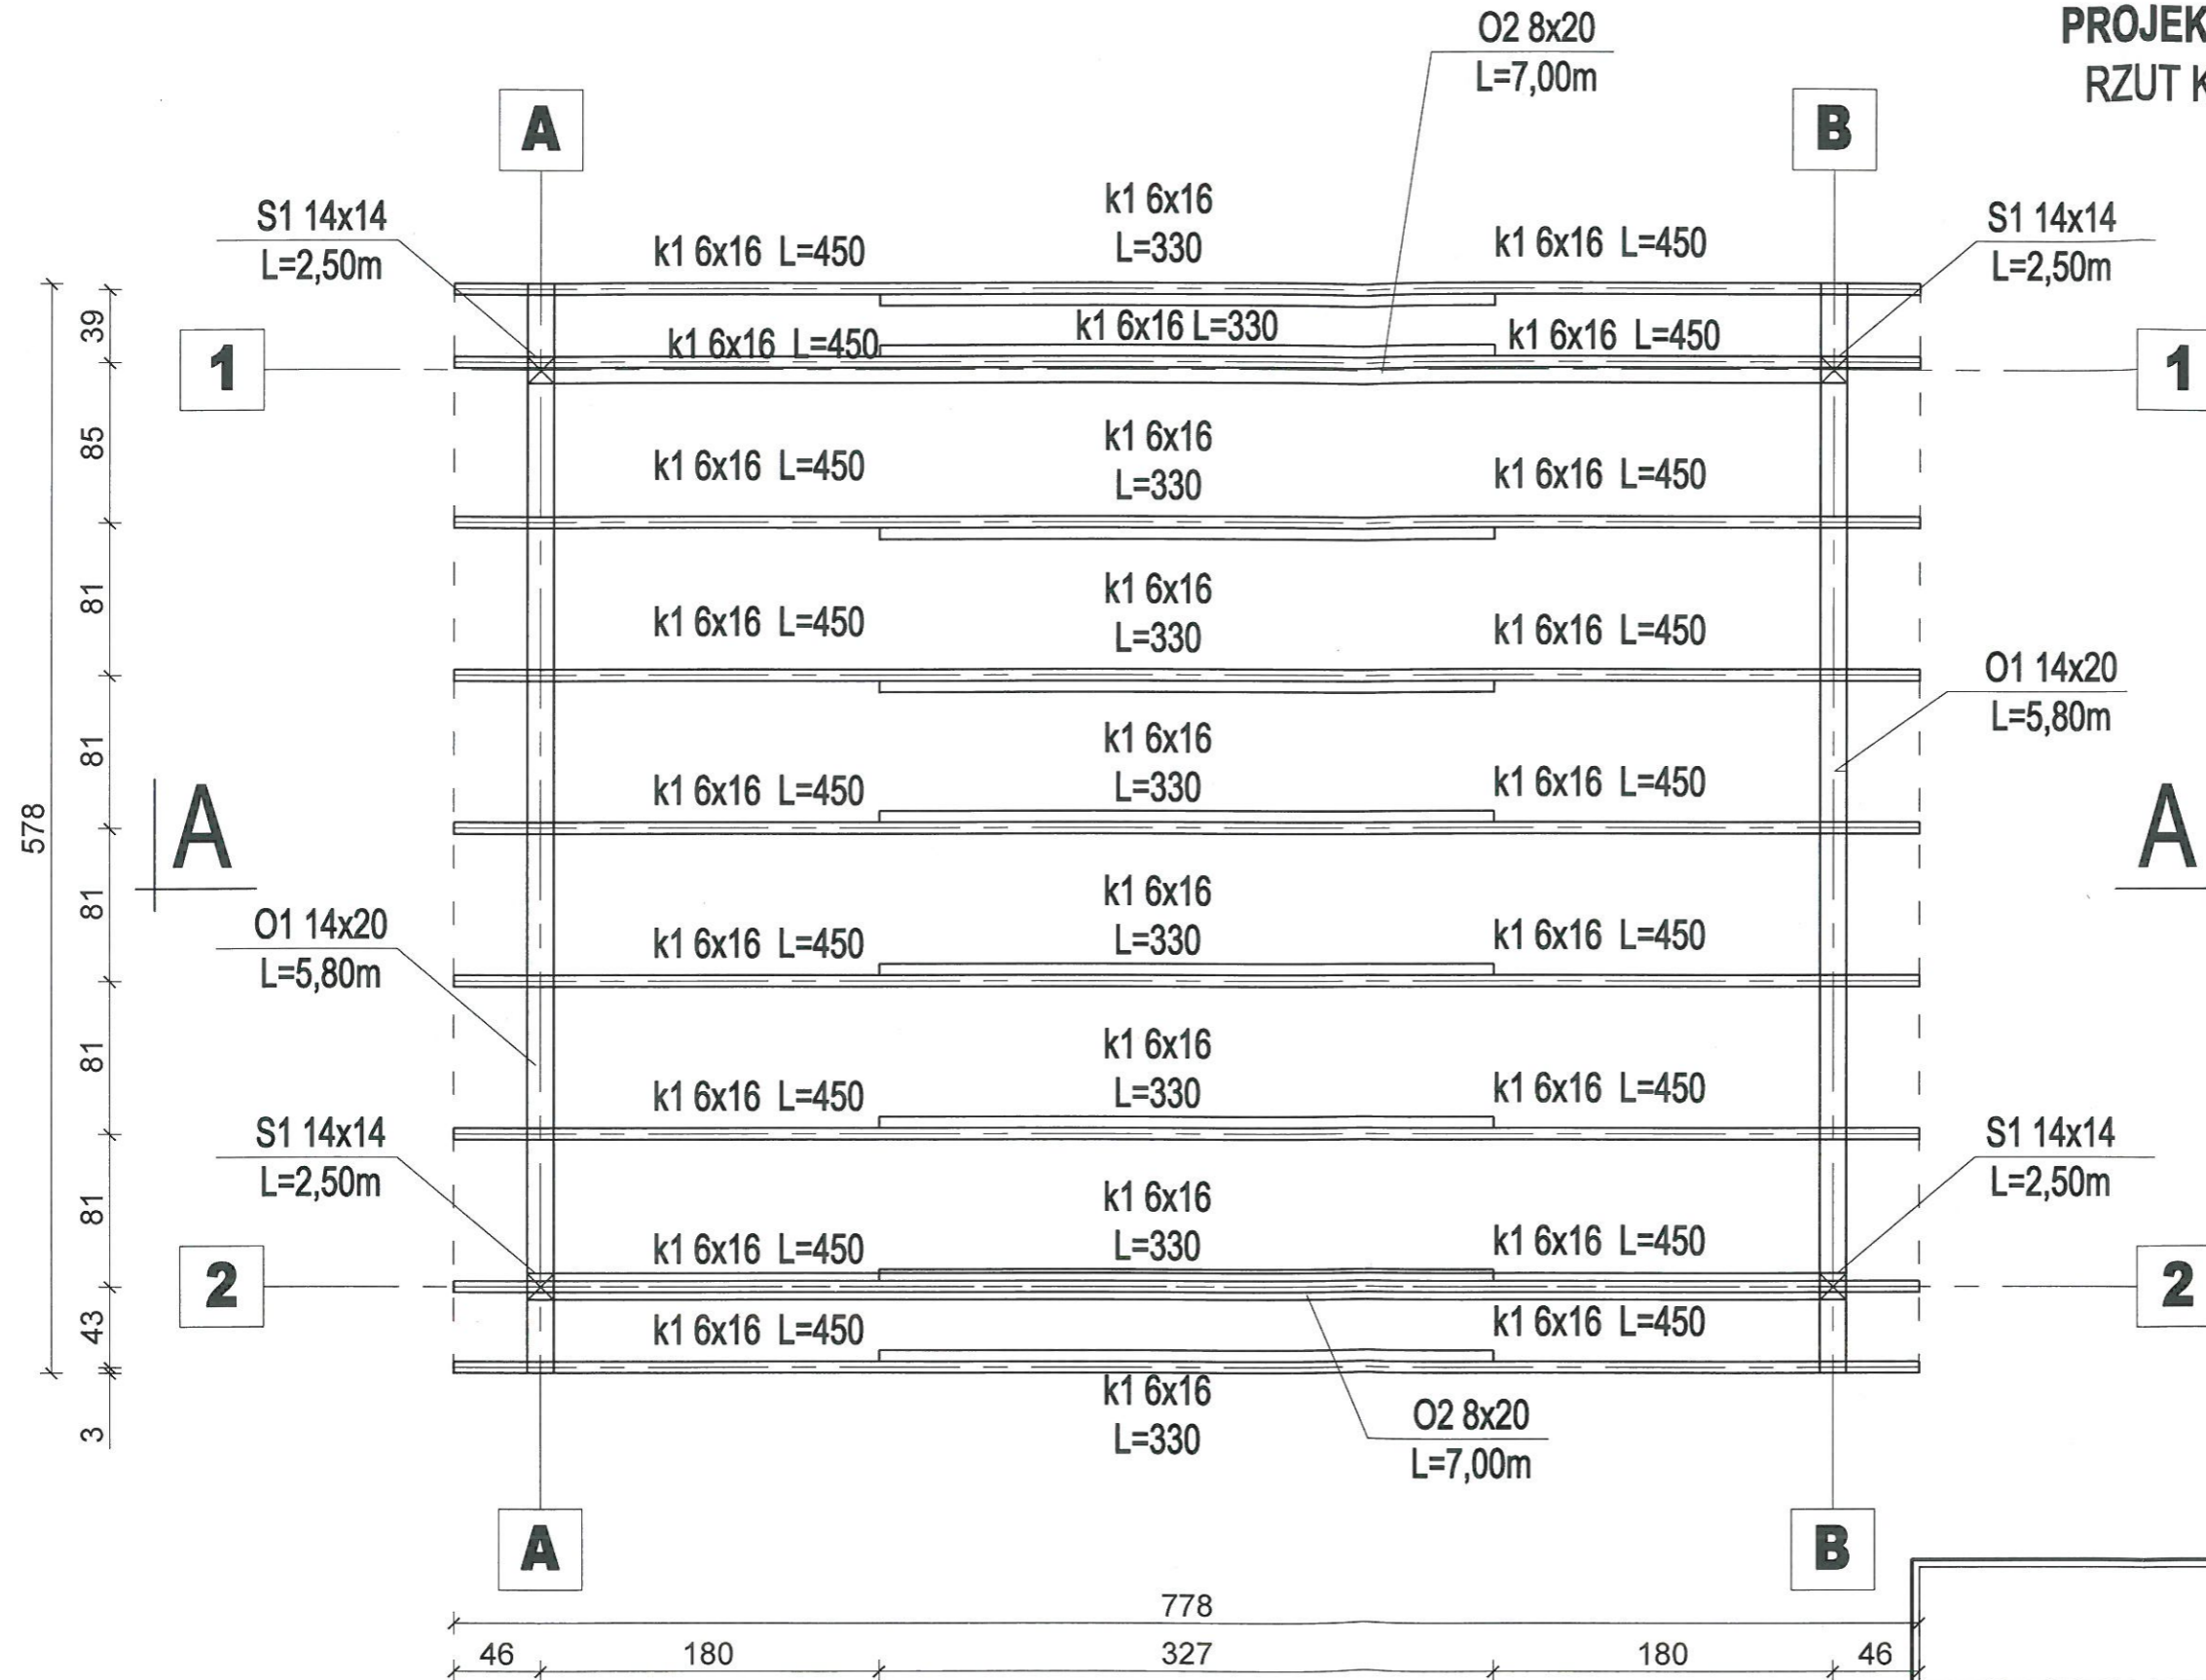 PROJEK
RZUT K
O2 8x20
L=7,00m
A
B
S1 14x14
L=2,50m
k1 6x16 L=450
k1 6x16
L=330
k1 6x16 L=450
S1 14x14
L=2,50m
39
1
k1 6x16 L=450
k1 6x16 L=330
k1 6x16 L=450
1
85
k1 6x16 L=450
k1 6x16
L=330
k1 6x16 L=450
81
k1 6x16 L=450
k1 6x16
L=330
k1 6x16 L=450
O1 14x20
L=5,80m
81
k1 6x16 L=450
k1 6x16
L=330
k1 6x16 L=450
578
A
A
81
O1 14x20
L=5,80m
k1 6x16 L=450
k1 6x16
L=330
k1 6x16 L=450
81
k1 6x16 L=450
k1 6x16
L=330
k1 6x16 L=450
S1 14x14
L=2,50m
S1 14x14
L=2,50m
81
k1 6x16 L=450
k1 6x16
L=330
k1 6x16 L=450
2
2
43
k1 6x16 L=450
k1 6x16 L=450
k1 6x16
L=330
3
O2 8x20
L=7,00m
A
B
778
46
180
327
180
46